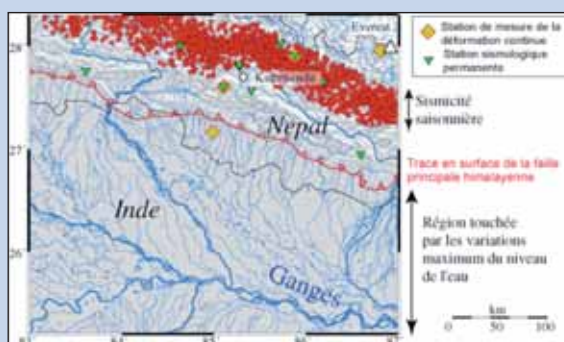 Everest
28
Nepal
27
Inde
26
Ganges
84
Station de mesure de la
déformation continue
Station sismologique
permanente
Sismicité
saisonnière
Trace en surface de la faille
principale himalayenne
Région touchée
par les variations
maximum du niveau
de l'eau
km
0 50 100